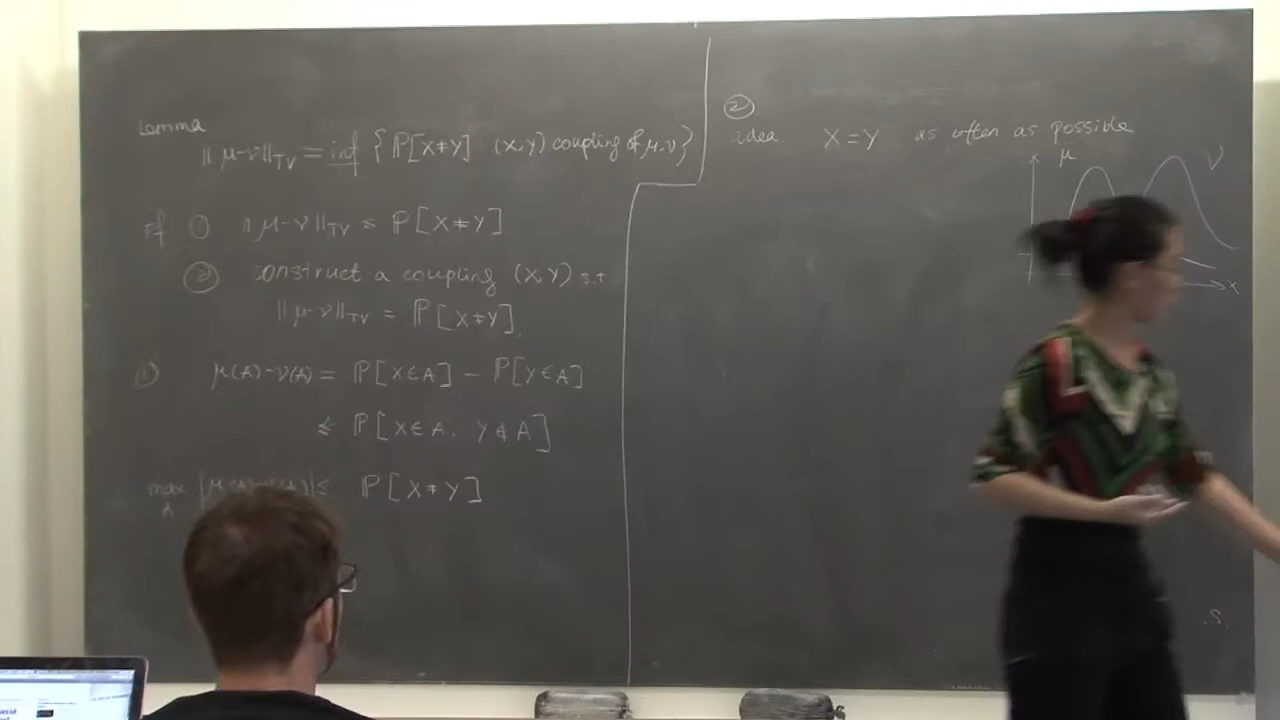 Lemma
‖μ-ν‖_TV = inf { ℙ[X≠Y] (X,Y) coupling of μ,ν }
pf ① ‖μ-ν‖_TV ≤ ℙ[X≠Y]
② construct a coupling (X,Y) s.t
‖μ-ν‖_TV = ℙ[X≠Y].
① μ(A)-ν(A) = ℙ[X∈A] - ℙ[Y∈A]
≤ ℙ[X∈A, Y∉A]
max_A |μ(A)-ν(A)| ≤ ℙ[X≠Y]
②
idea X=Y as often as possible
μ ν
x